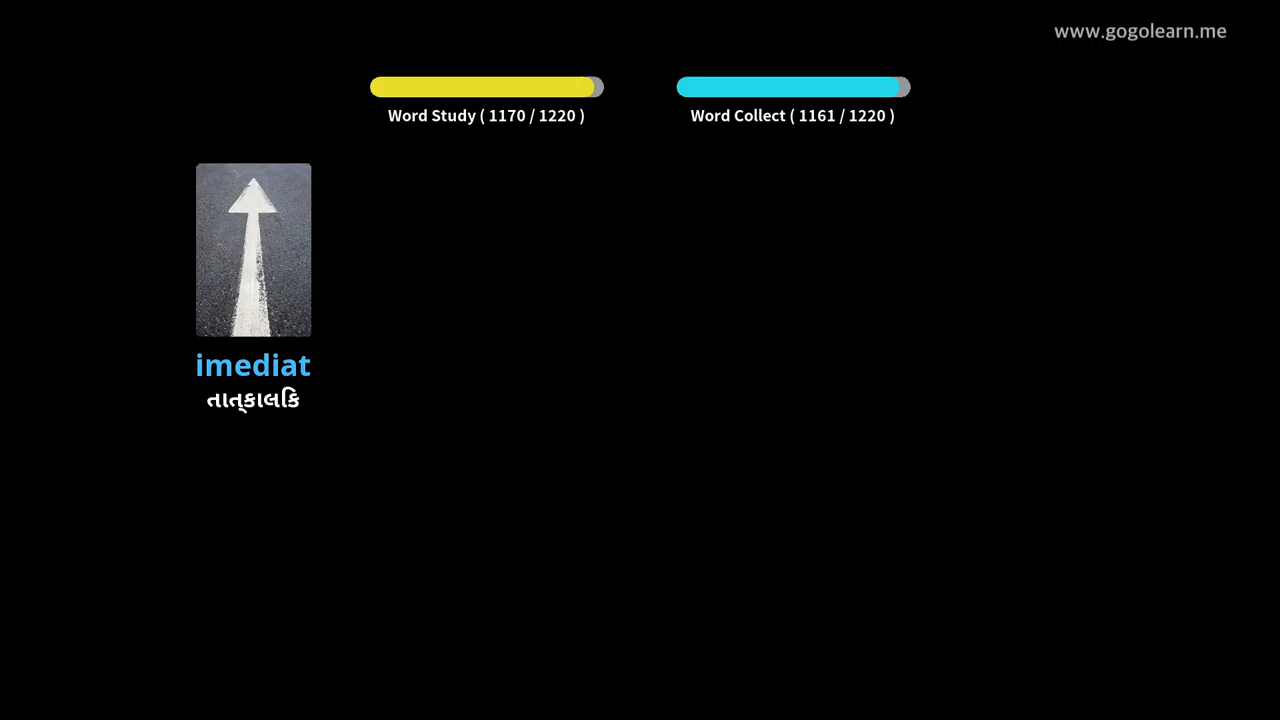 www.gogolearn.me
Word Study ( 1170 / 1220 )
Word Collect ( 1161 / 1220 )
imediat
તાત્કાલિક